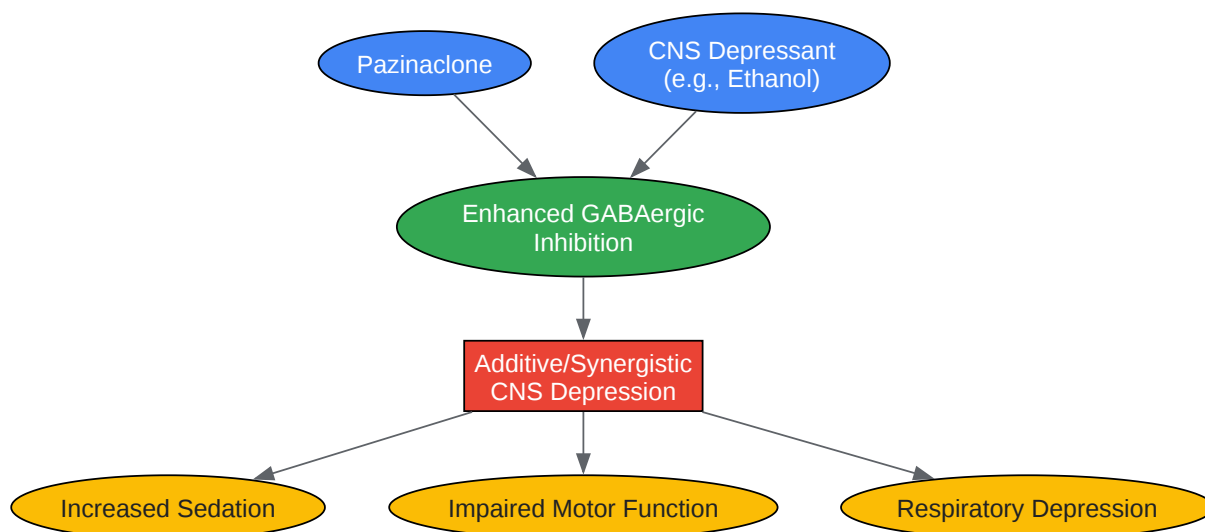 Pazinaclone
CNS Depressant
(e.g., Ethanol)
Enhanced GABAergic
Inhibition
Additive/Synergistic
CNS Depression
Increased Sedation
Impaired Motor Function
Respiratory Depression